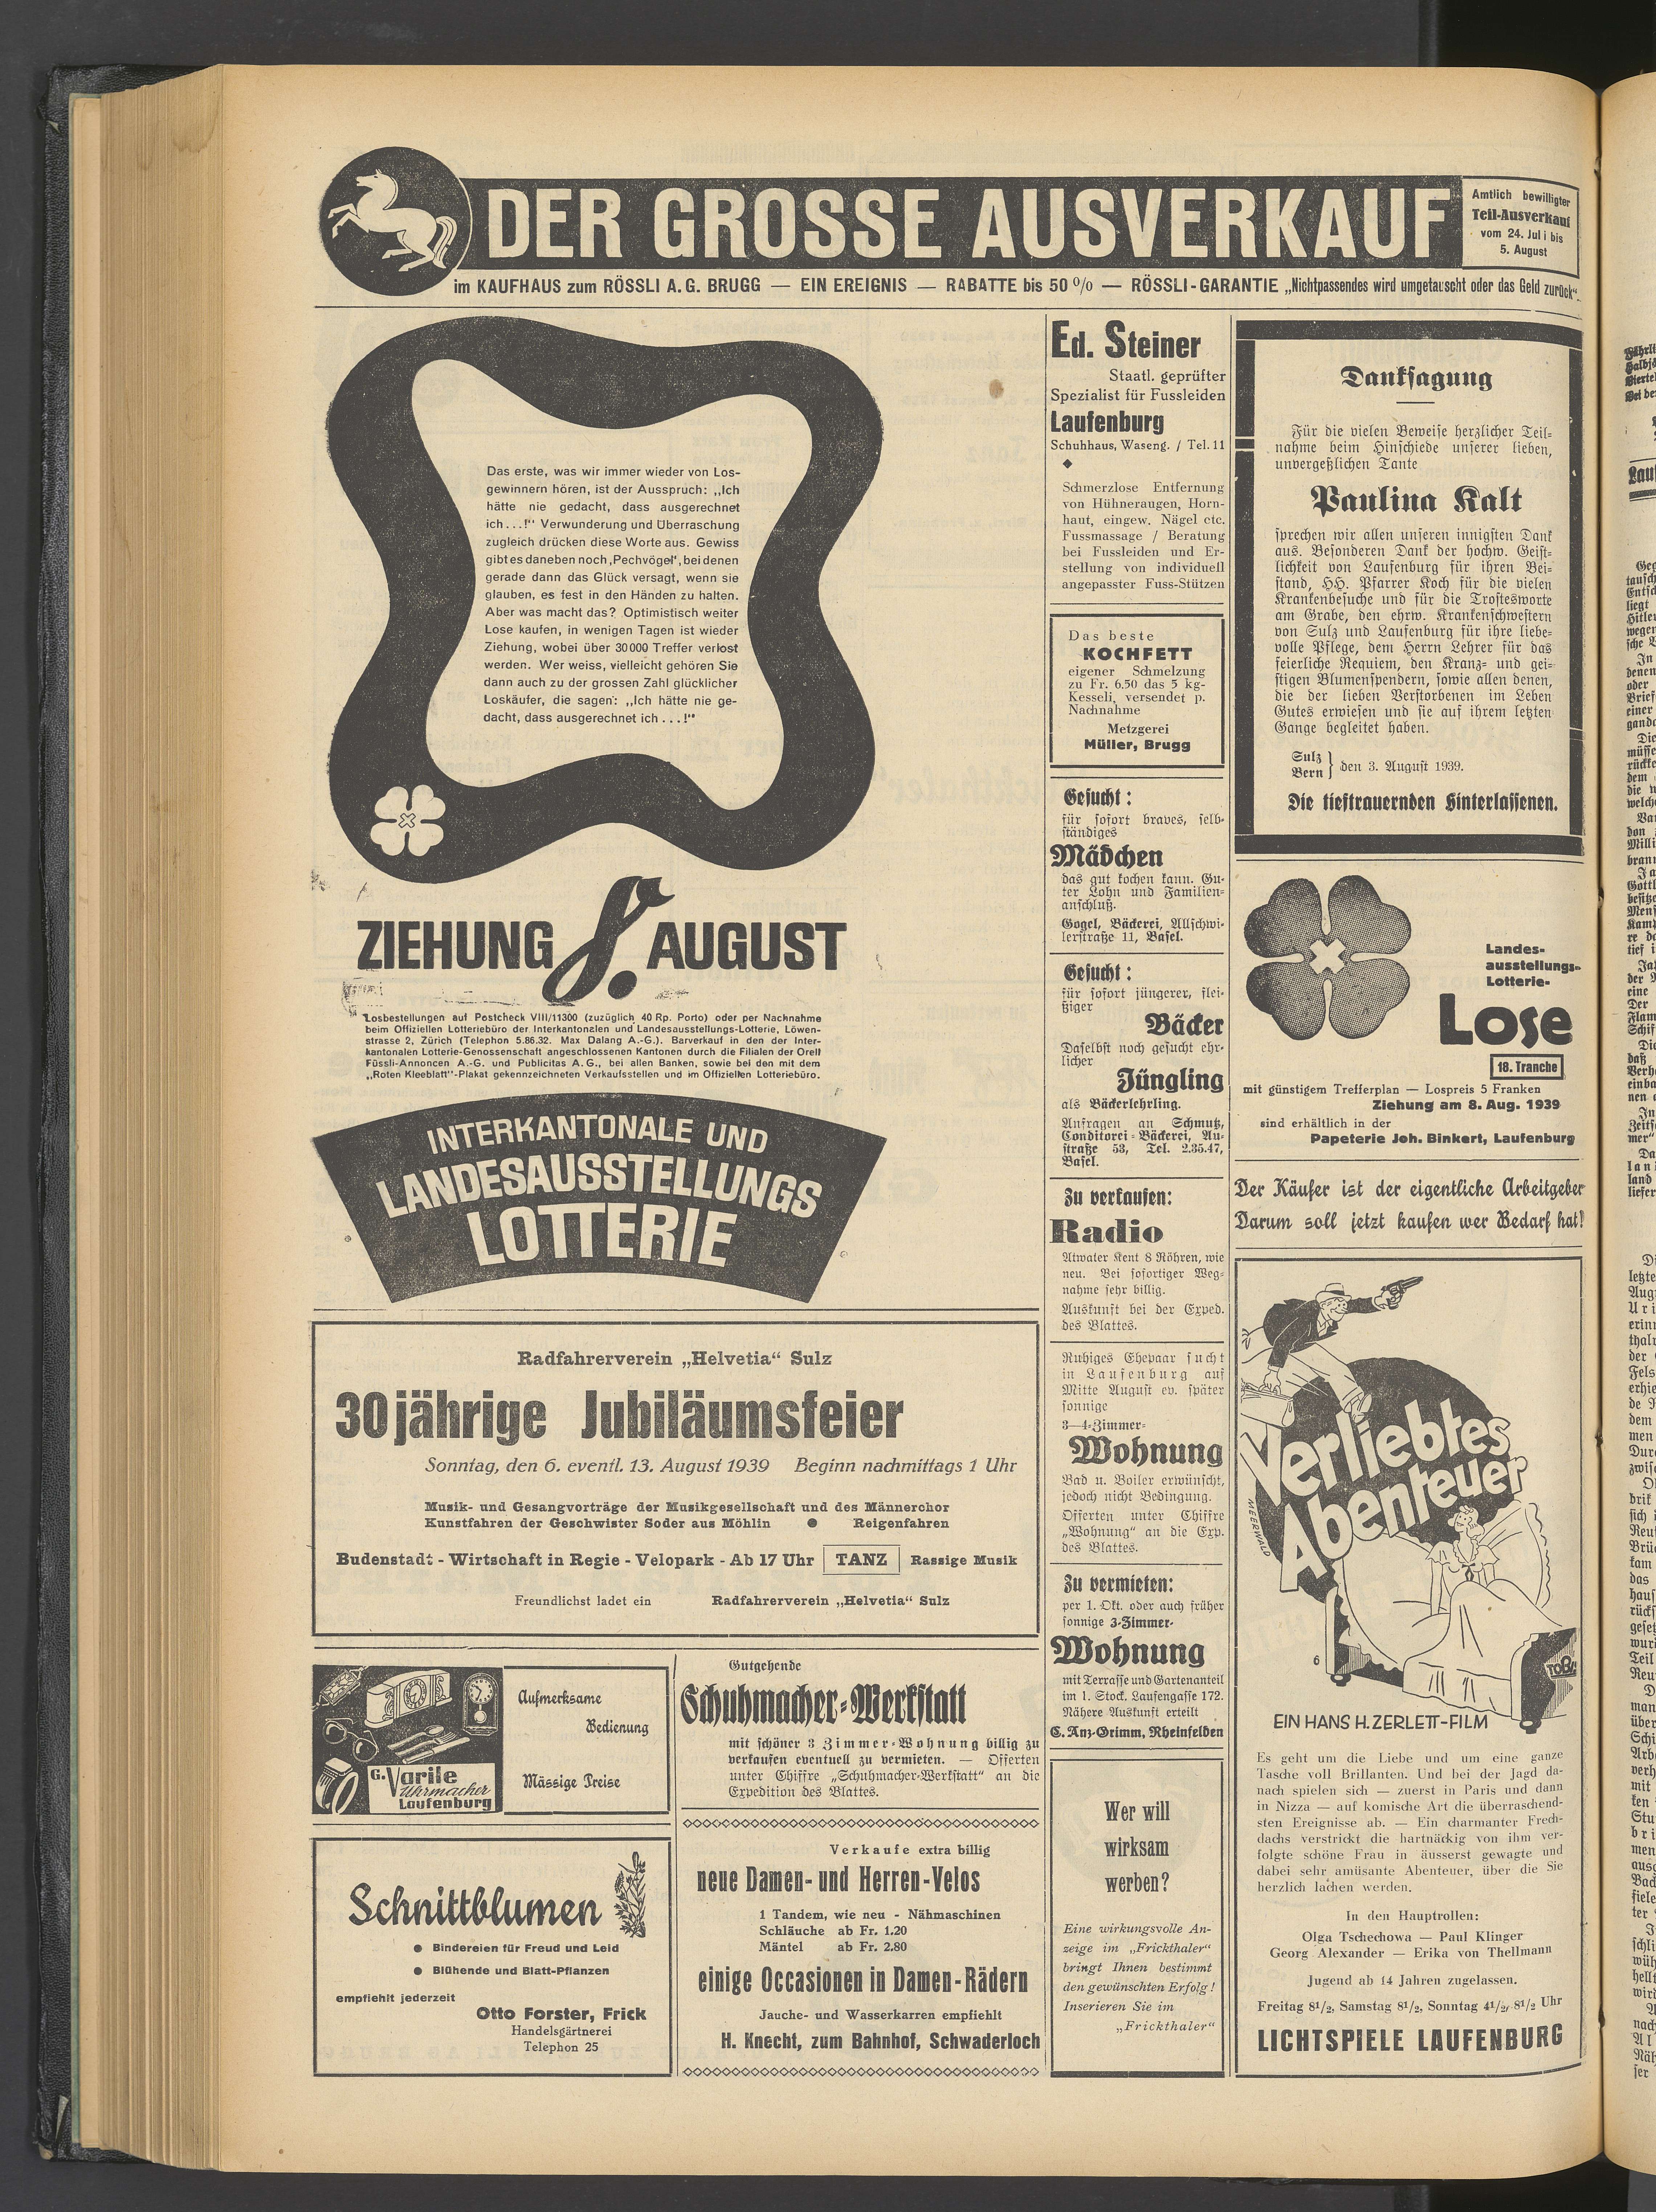 DER GROSSE AUSVERKAUF
Amtlich bewilligter
Teil-Ausverkauf
vom 24. Juli bis
5. August
im KAUFHAUS zum RÖSSLI A.G. BRUGG — EIN EREIGNIS — RABATTE bis 50 % — RÖSSLI-GARANTIE „Nichtpassendes wird umgetauscht oder das Geld zurück“
Das erste, was wir immer wieder von Los-
gewinnern hören, ist der Ausspruch: „Ich
hätte nie gedacht, dass ausgerechnet
ich...!“ Verwunderung und Überraschung
zugleich drücken diese Worte aus. Gewiss
gibt es daneben noch ‚Pechvögel‘, bei denen
gerade dann das Glück versagt, wenn sie
glauben, es fest in den Händen zu halten.
Aber was macht das? Optimistisch weiter
Lose kaufen, in wenigen Tagen ist wieder
Ziehung, wobei über 30000 Treffer verlost
werden. Wer weiss, vielleicht gehören Sie
dann auch zu der grossen Zahl glücklicher
Loskäufer, die sagen: „Ich hätte nie ge-
dacht, dass ausgerechnet ich...!“
ZIEHUNG 8. AUGUST
Losbestellungen auf Postcheck VIII/11300 (zuzüglich 40 Rp. Porto) oder per Nachnahme
beim Offiziellen Lotteriebüro der Interkantonalen und Landesausstellungs-Lotterie, Löwen-
strasse 2, Zürich (Telephon 5.86.32. Max Dalang A.-G.). Barverkauf in den der Inter-
kantonalen Lotterie-Genossenschaft angeschlossenen Kantonen durch die Filialen der Orell
Füssli-Annoncen A.-G. und Publicitas A.G., bei allen Banken, sowie bei den mit dem
„Roten Kleeblatt“-Plakat gekennzeichneten Verkaufsstellen und im Offiziellen Lotteriebüro.
INTERKANTONALE UND
LANDESAUSSTELLUNGS
LOTTERIE
Radfahrerverein „Helvetia“ Sulz
30jährige Jubiläumsfeier
Sonntag, den 6. eventl. 13. August 1939 Beginn nachmittags 1 Uhr
Musik- und Gesangvorträge der Musikgesellschaft und des Männerchor
Kunstfahren der Geschwister Soder aus Möhlin ● Reigenfahren
Budenstadt - Wirtschaft in Regie - Velopark - Ab 17 Uhr TANZ Rassige Musik
Freundlichst ladet ein Radfahrerverein „Helvetia“ Sulz
Aufmerksame
Bedienung
Mässige Preise
G. Varile
Uhrmacher
Laufenburg
Schnittblumen
● Bindereien für Freud und Leid
● Blühende und Blatt-Pflanzen
empfiehlt jederzeit
Otto Forster, Frick
Handelsgärtnerei
Telephon 25
Gutgehende
Schuhmacher-Werkstatt
mit schöner 3 Zimmer-Wohnung billig zu
verkaufen eventuell zu vermieten. — Offerten
unter Chiffre „Schuhmacher-Werkstatt“ an die
Expedition des Blattes.
Verkaufe extra billig
neue Damen- und Herren-Velos
1 Tandem, wie neu - Nähmaschinen
Schläuche ab Fr. 1.20
Mäntel ab Fr. 2.80
einige Occasionen in Damen-Rädern
Jauche- und Wasserkarren empfiehlt
H. Knecht, zum Bahnhof, Schwaderloch
Ed. Steiner
Staatl. geprüfter
Spezialist für Fussleiden
Laufenburg
Schuhhaus, Waseng. / Tel. 11
Schmerzlose Entfernung
von Hühneraugen, Horn-
haut, eingew. Nägel etc.
Fussmassage / Beratung
bei Fussleiden und Er-
stellung von individuell
angepasster Fuss-Stützen
Das beste
KOCHFETT
eigener Schmelzung
zu Fr. 6.50 das 5 kg-
Kesseli, versendet p.
Nachnahme
Metzgerei
Müller, Brugg
Gesucht:
für sofort braves, selb-
ständiges
Mädchen
das gut kochen kann. Gu-
ter Lohn und Familien-
anschluß.
Gogel, Bäckerei, Allschwi-
lerstraße 11, Basel.
Gesucht:
für sofort jüngerer, flei-
ßiger
Bäcker
Daselbst noch gesucht ehr-
licher
Jüngling
als Bäckerlehrling.
Anfragen an Schmutz,
Conditorei-Bäckerei, Au-
straße 53, Tel. 2.35.47,
Basel.
Zu verkaufen:
Radio
Atwater Kent 8 Röhren, wie
neu. Bei sofortiger Weg-
nahme sehr billig.
Auskunft bei der Exped.
des Blattes.
Ruhiges Ehepaar sucht
in Laufenburg auf
Mitte August ev. später
sonnige
3—4-Zimmer-
Wohnung
Bad u. Boiler erwünscht,
jedoch nicht Bedingung.
Offerten unter Chiffre
„Wohnung“ an die Exp.
des Blattes.
Zu vermieten:
per 1. Okt. oder auch früher
sonnige 3-Zimmer-
Wohnung
mit Terrasse und Gartenanteil
im 1. Stock. Laufengasse 172.
Nähere Auskunft erteilt
C. Anz-Grimm, Rheinfelden
Wer will
wirksam
werben?
Eine wirkungsvolle An-
zeige im „Frickthaler“
bringt Ihnen bestimmt
den gewünschten Erfolg!
Inserieren Sie im
„Frickthaler“
Danksagung
Für die vielen Beweise herzlicher Teil-
nahme beim Hinschiede unserer lieben,
unvergeßlichen Tante
Paulina Kalt
sprechen wir allen unseren innigsten Dank
aus. Besonderen Dank der hochw. Geist-
lichkeit von Laufenburg für ihren Bei-
stand, HH. Pfarrer Koch für die vielen
Krankenbesuche und für die Trostesworte
am Grabe, den ehrw. Krankenschwestern
von Sulz und Laufenburg für ihre liebe-
volle Pflege, dem Herrn Lehrer für das
feierliche Requiem, den Kranz- und gei-
stigen Blumenspendern, sowie allen denen,
die der lieben Verstorbenen im Leben
Gutes erwiesen und sie auf ihrem letzten
Gange begleitet haben.
Sulz
Bern } den 3. August 1939.
Die tieftrauernden Hinterlassenen.
Landes-
ausstellungs-
Lotterie-
Lose
18. Tranche
mit günstigem Trefferplan — Lospreis 5 Franken
Ziehung am 8. Aug. 1939
sind erhältlich in der
Papeterie Joh. Binkert, Laufenburg
Der Käufer ist der eigentliche Arbeitgeber
Darum soll jetzt kaufen wer Bedarf hat!
Verliebtes
Abenteuer
MEERWALD
6
TOBIS
EIN HANS H. ZERLETT-FILM
Es geht um die Liebe und um eine ganze
Tasche voll Brillanten. Und bei der Jagd da-
nach spielen sich — zuerst in Paris und dann
in Nizza — auf komische Art die überraschend-
sten Ereignisse ab. — Ein charmanter Frech-
dachs verstrickt die hartnäckig von ihm ver-
folgte schöne Frau in äusserst gewagte und
dabei sehr amüsante Abenteuer, über die Sie
herzlich lachen werden.
In den Hauptrollen:
Olga Tschechowa — Paul Klinger
Georg Alexander — Erika von Thellmann
Jugend ab 14 Jahren zugelassen.
Freitag 8 1/2, Samstag 8 1/2, Sonntag 4 1/2, 8 1/2 Uhr
LICHTSPIELE LAUFENBURG